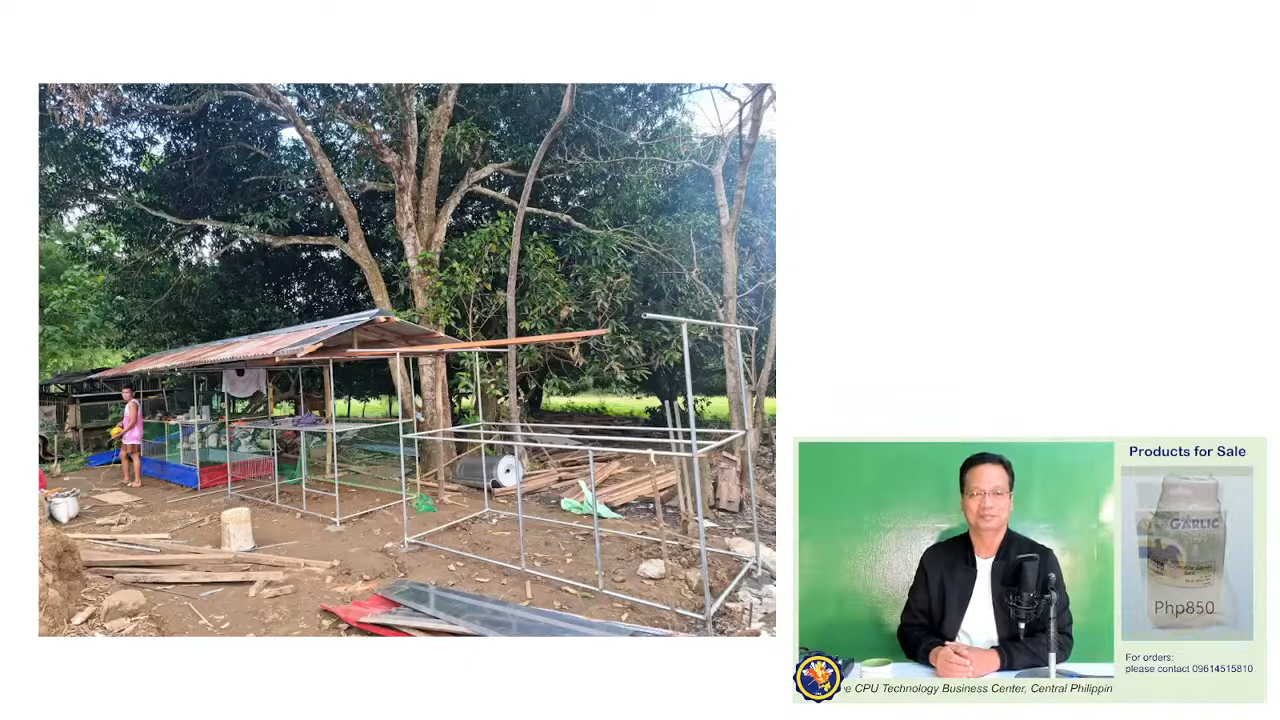 Products for Sale
GARLIC
Php850
For orders:
please contact 09614515810
CPU Technology Business Center, Central Philippin